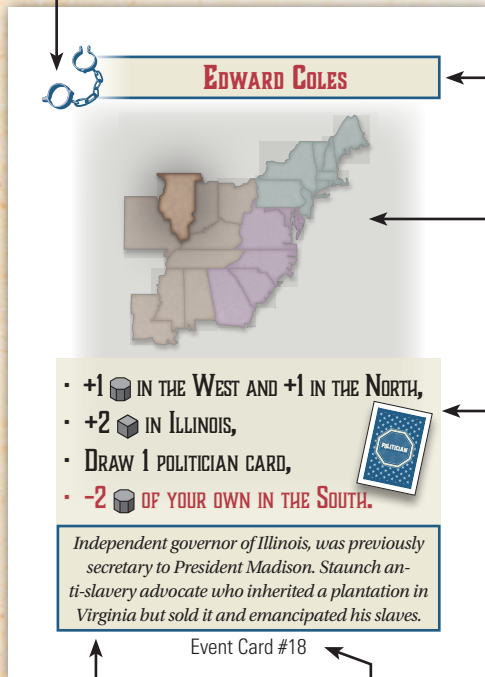 EDWARD COLES
· +1 IN THE WEST AND +1 IN THE NORTH,
· +2 IN ILLINOIS,
· DRAW 1 POLITICIAN CARD,
· -2 OF YOUR OWN IN THE SOUTH.
POLITICIAN
Independent governor of Illinois, was previously
secretary to President Madison. Staunch an-
ti-slavery advocate who inherited a plantation in
Virginia but sold it and emancipated his slaves.
Event Card #18